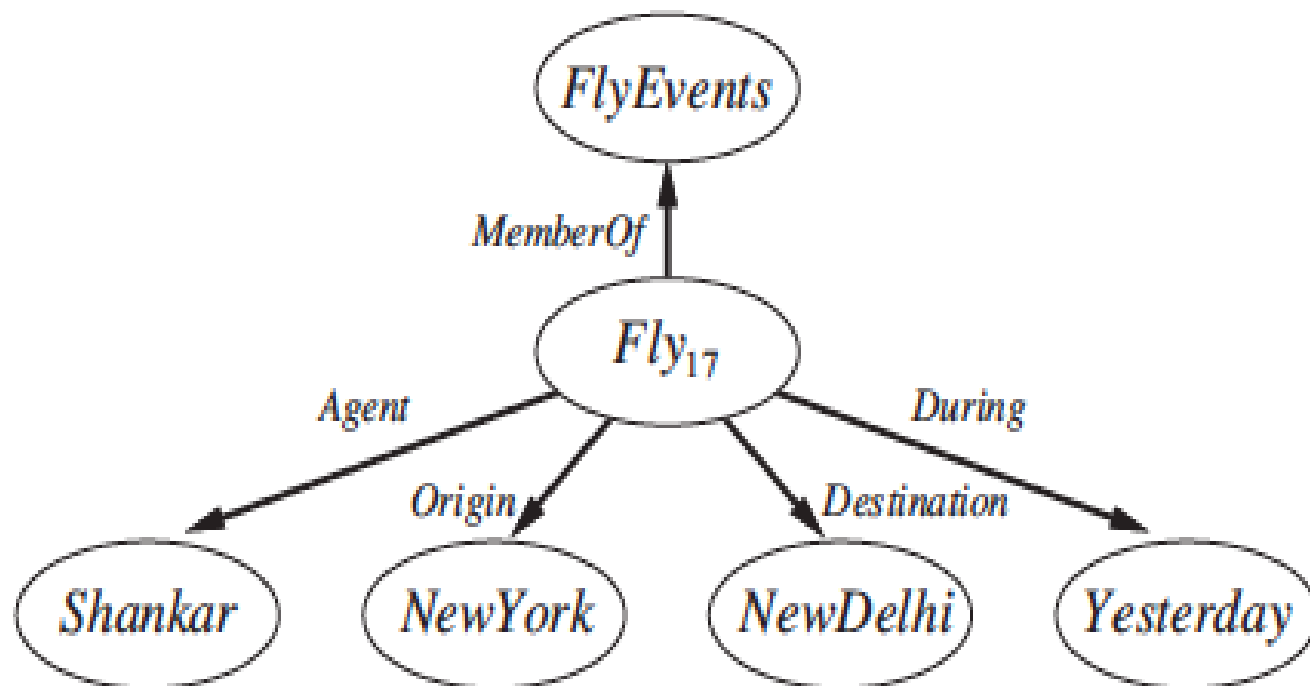 FlyEvents
MemberOf
Fly17
Agent
During
Origin
Destination
Shankar
NewYork
NewDelhi
Yesterday